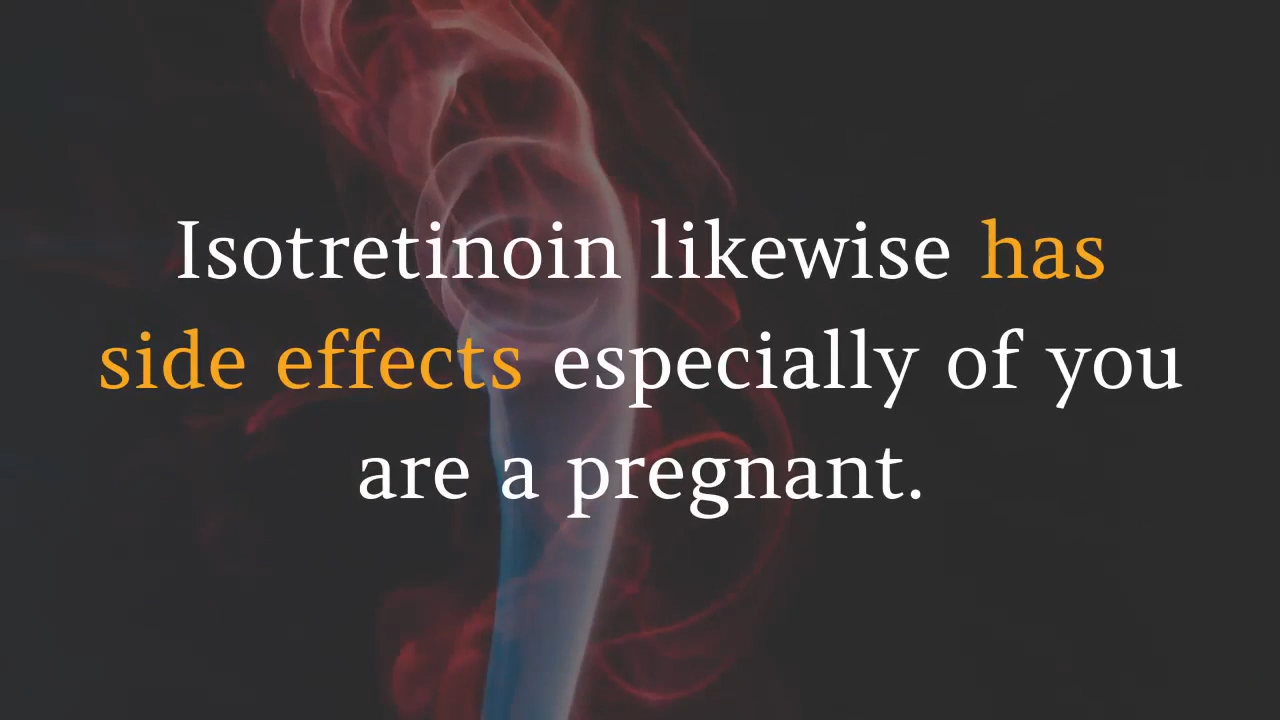 Isotretinoin likewise has
side effects especially of you
are a pregnant.